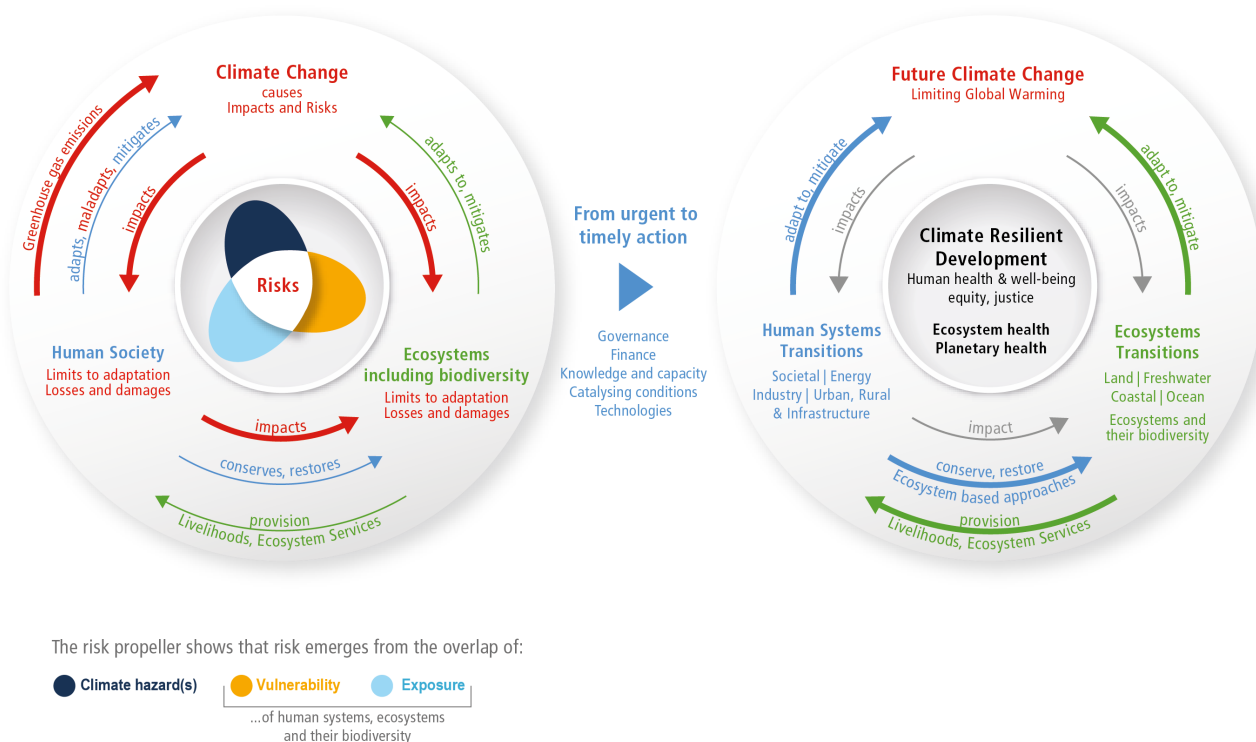 Climate Change
causes
Impacts and Risks
Greenhouse gas emissions
adapts, maladapts, mitigates
impacts
impacts
adapts to, mitigates
Risks
Human Society
Limits to adaptation
Losses and damages
Ecosystems
including biodiversity
Limits to adaptation
Losses and damages
impacts
conserves, restores
provision
Livelihoods, Ecosystem Services
From urgent to
timely action
Governance
Finance
Knowledge and capacity
Catalysing conditions
Technologies
Future Climate Change
Limiting Global Warming
adapt to, mitigate
impacts
impacts
adapt to, mitigate
Climate Resilient
Development
Human health & well-being
equity, justice
Ecosystem health
Planetary health
Human Systems
Transitions
Societal | Energy
Industry | Urban, Rural
& Infrastructure
Ecosystems
Transitions
Land | Freshwater
Coastal | Ocean
Ecosystems and
their biodiversity
impact
conserve, restore
Ecosystem based approaches
provision
Livelihoods, Ecosystem Services
The risk propeller shows that risk emerges from the overlap of:
Climate hazard(s)
Vulnerability
Exposure
...of human systems, ecosystems
and their biodiversity